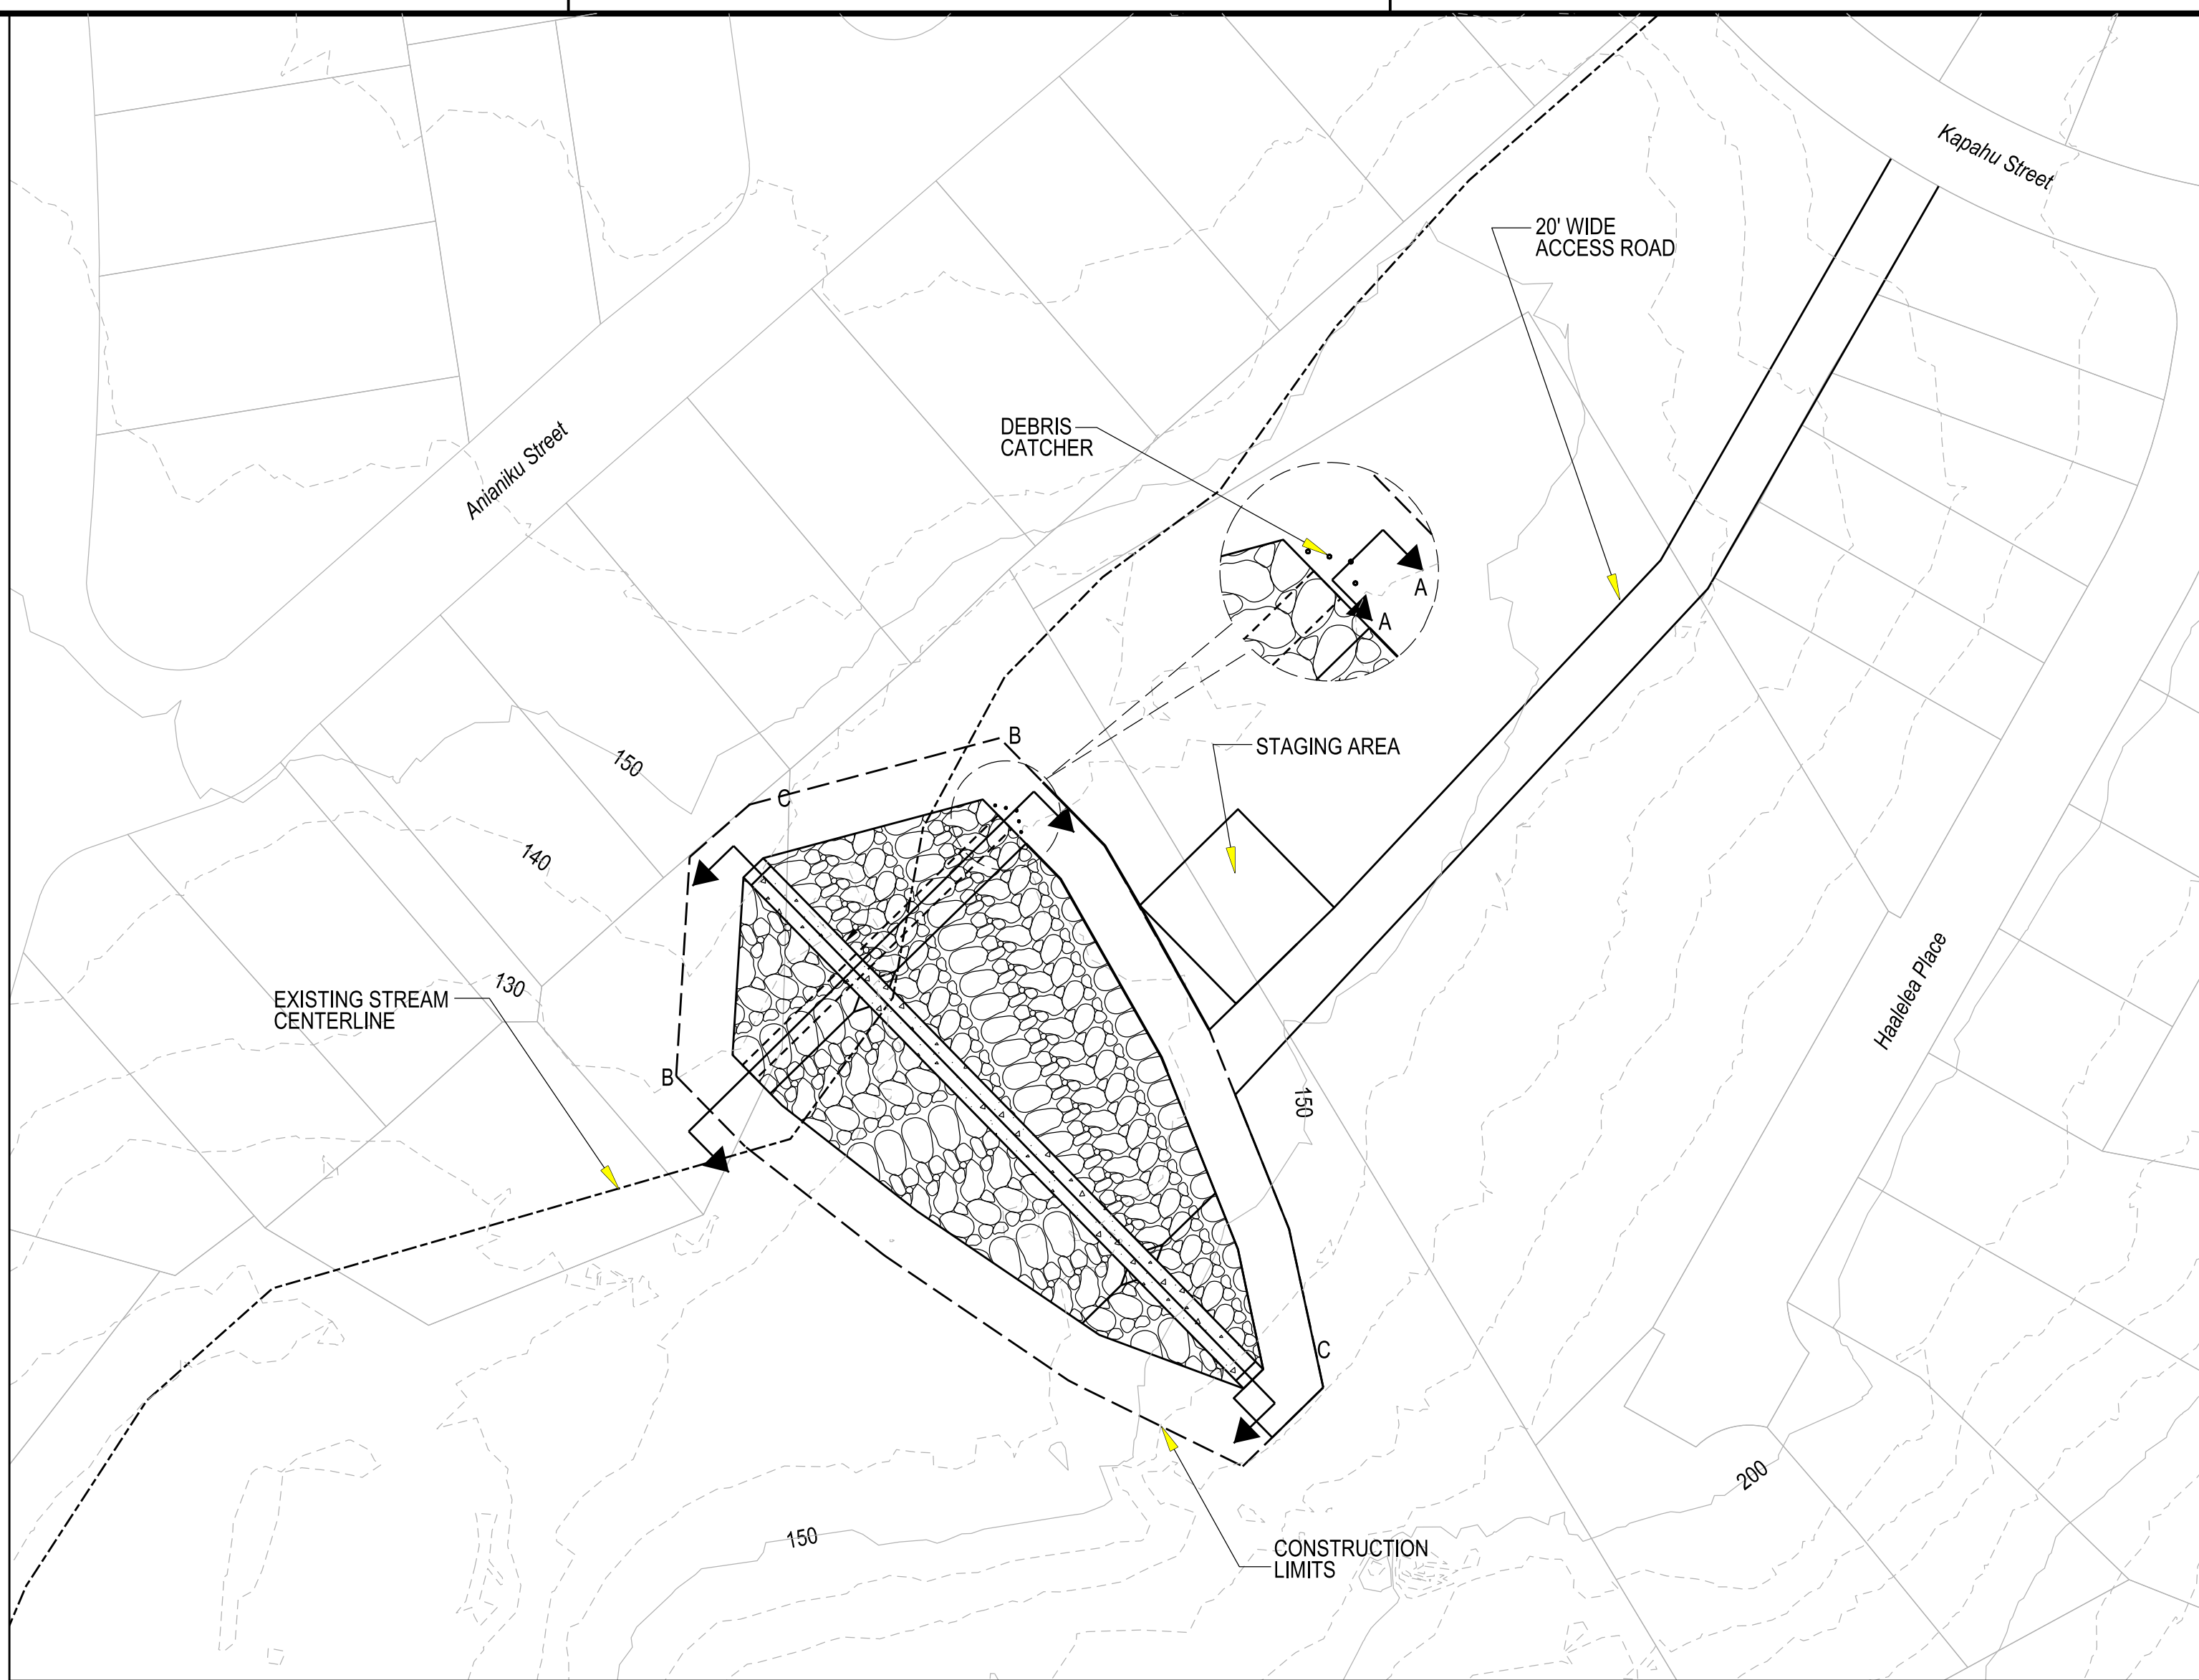 Kapahu Street
20' WIDE
ACCESS ROAD
DEBRIS
CATCHER
Anianiku Street
A
A
B
STAGING AREA
150
C
140
130
EXISTING STREAM
CENTERLINE
Haalelea Place
B
150
C
200
150
CONSTRUCTION
LIMITS